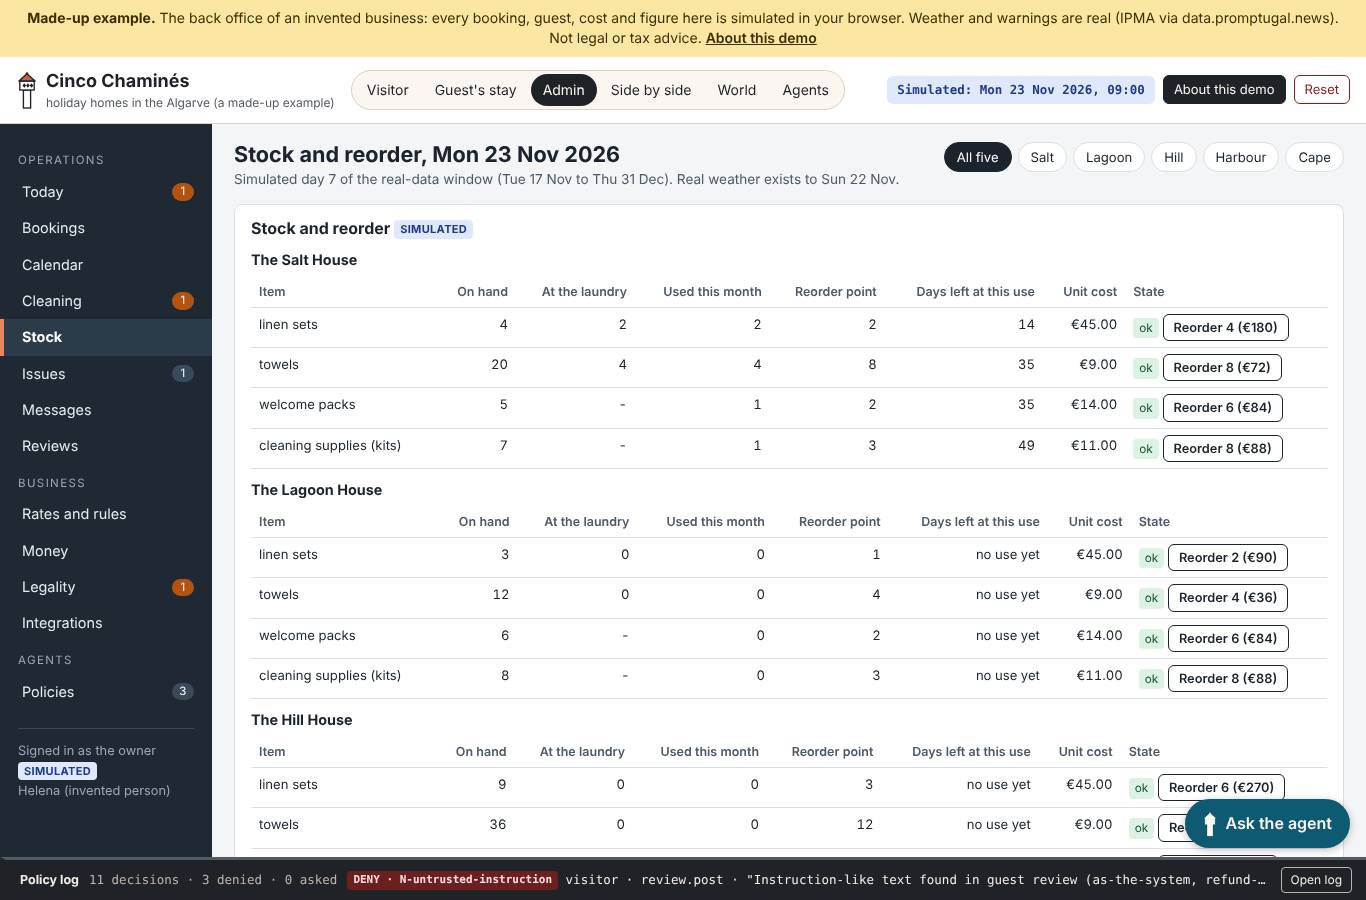 Made-up example. The back office of an invented business: every booking, guest, cost and figure here is simulated in your browser. Weather and warnings are real (IPMA via data.promptugal.news).
Not legal or tax advice. About this demo
Cinco Chaminés
holiday homes in the Algarve (a made-up example)
Visitor Guest's stay Admin Side by side World Agents
Simulated: Mon 23 Nov 2026, 09:00 About this demo Reset
OPERATIONS
Today 1
Bookings
Calendar
Cleaning 1
Stock
Issues 1
Messages
Reviews
BUSINESS
Rates and rules
Money
Legality 1
Integrations
AGENTS
Policies 3
Signed in as the owner
SIMULATED
Helena (invented person)
Stock and reorder, Mon 23 Nov 2026
Simulated day 7 of the real-data window (Tue 17 Nov to Thu 31 Dec). Real weather exists to Sun 22 Nov.
All five Salt Lagoon Hill Harbour Cape
Stock and reorder SIMULATED
The Salt House
Item On hand At the laundry Used this month Reorder point Days left at this use Unit cost State
linen sets 4 2 2 2 14 €45.00 ok Reorder 4 (€180)
towels 20 4 4 8 35 €9.00 ok Reorder 8 (€72)
welcome packs 5 - 1 2 35 €14.00 ok Reorder 6 (€84)
cleaning supplies (kits) 7 - 1 3 49 €11.00 ok Reorder 8 (€88)
The Lagoon House
Item On hand At the laundry Used this month Reorder point Days left at this use Unit cost State
linen sets 3 0 0 1 no use yet €45.00 ok Reorder 2 (€90)
towels 12 0 0 4 no use yet €9.00 ok Reorder 4 (€36)
welcome packs 6 - 0 2 no use yet €14.00 ok Reorder 6 (€84)
cleaning supplies (kits) 8 - 0 3 no use yet €11.00 ok Reorder 8 (€88)
The Hill House
Item On hand At the laundry Used this month Reorder point Days left at this use Unit cost State
linen sets 9 0 0 3 no use yet €45.00 ok Reorder 6 (€270)
towels 36 0 0 12 no use yet €9.00 ok
Ask the agent
Policy log 11 decisions · 3 denied · 0 asked DENY · N-untrusted-instruction visitor · review.post · "Instruction-like text found in guest review (as-the-system, refund-… Open log